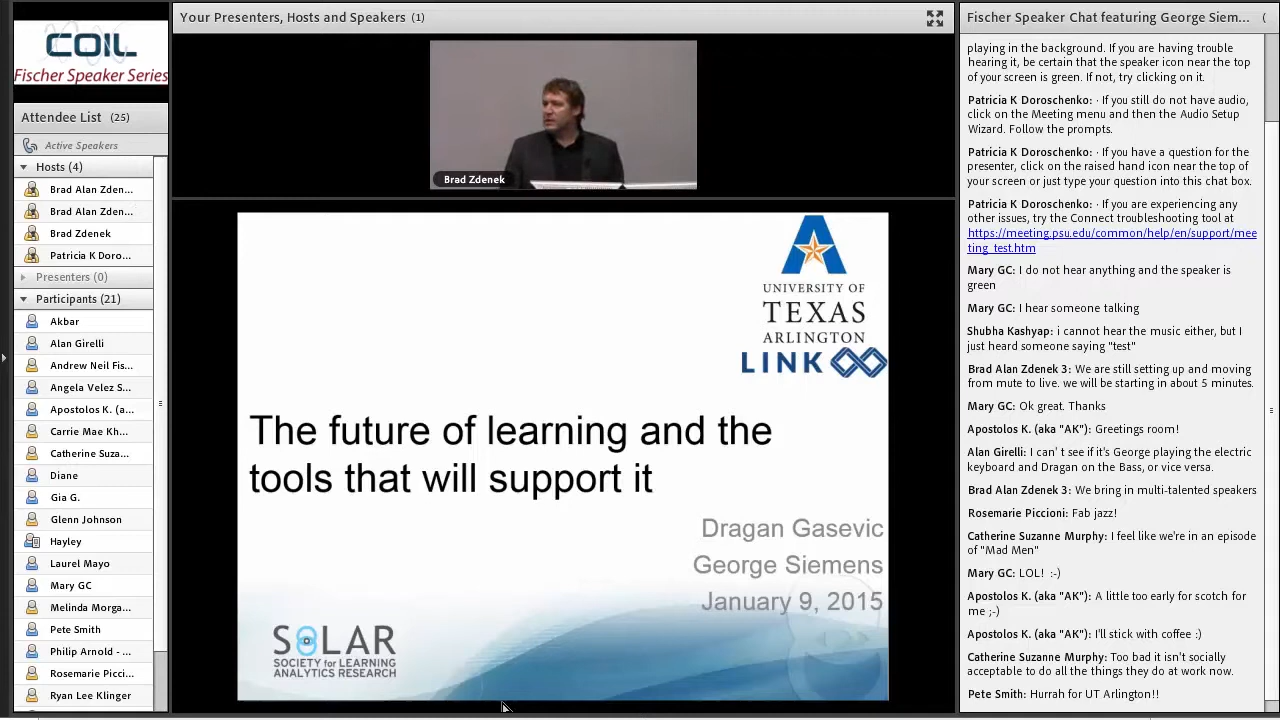 COIL
Fischer Speaker Series
Attendee List (25)
Active Speakers
Hosts (4)
Brad Alan Zden...
Brad Alan Zden...
Brad Zdenek
Patricia K Doro...
Presenters (0)
Participants (21)
Akbar
Alan Girelli
Andrew Neil Fis...
Angela Velez S...
Apostolos K. (a...
Carrie Mae Kh...
Catherine Suza...
Diane
Gia G.
Glenn Johnson
Hayley
Laurel Mayo
Mary GC
Melinda Morga...
Pete Smith
Philip Arnold - ...
Rosemarie Picci...
Ryan Lee Klinger
Your Presenters, Hosts and Speakers (1)
Brad Zdenek
UNIVERSITY OF
TEXAS
ARLINGTON
LINK
The future of learning and the
tools that will support it
Dragan Gasevic
George Siemens
January 9, 2015
SOLAR
SOCIETY for LEARNING
ANALYTICS RESEARCH
Fischer Speaker Chat featuring George Siem... (
playing in the background. If you are having trouble
hearing it, be certain that the speaker icon near the top
of your screen is green. If not, try clicking on it.
Patricia K Doroschenko: · If you still do not have audio,
click on the Meeting menu and then the Audio Setup
Wizard. Follow the prompts.
Patricia K Doroschenko: · If you have a question for the
presenter, click on the raised hand icon near the top of
your screen or just type your question into this chat box.
Patricia K Doroschenko: · If you are experiencing any
other issues, try the Connect troubleshooting tool at
https://meeting.psu.edu/common/help/en/support/mee
ting_test.htm
Mary GC: I do not hear anything and the speaker is
green
Mary GC: I hear someone talking
Shubha Kashyap: i cannot hear the music either, but I
just heard someone saying "test"
Brad Alan Zdenek 3: We are still setting up and moving
from mute to live. we will be starting in about 5 minutes.
Mary GC: Ok great. Thanks
Apostolos K. (aka "AK"): Greetings room!
Alan Girelli: I can' t see if it's George playing the electric
keyboard and Dragan on the Bass, or vice versa.
Brad Alan Zdenek 3: We bring in multi-talented speakers
Rosemarie Piccioni: Fab jazz!
Catherine Suzanne Murphy: I feel like we're in an episode
of "Mad Men"
Mary GC: LOL! :-)
Apostolos K. (aka "AK"): A little too early for scotch for
me ;-)
Apostolos K. (aka "AK"): I'll stick with coffee :)
Catherine Suzanne Murphy: Too bad it isn't socially
acceptable to do all the things they do at work now.
Pete Smith: Hurrah for UT Arlington!!